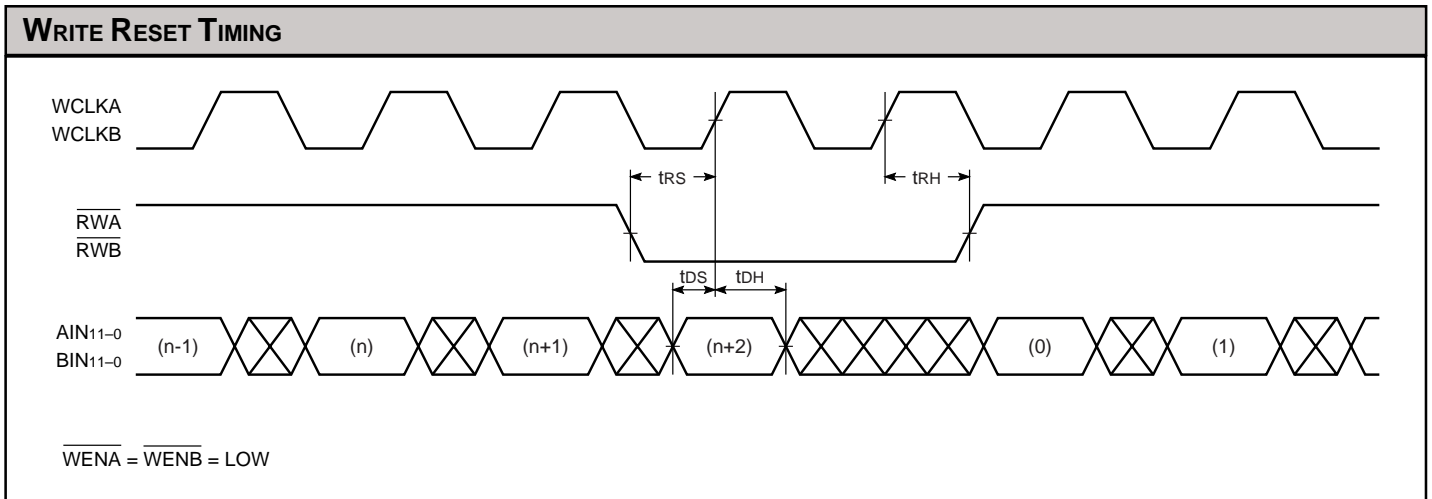 WRITE RESET TIMING
WCLKA
WCLKB
tRS
tRH
RWA
RWB
tDS
tDH
AIN11–0
BIN11–0
(n-1)
(n)
(n+1)
(n+2)
(0)
(1)
WENA = WENB = LOW